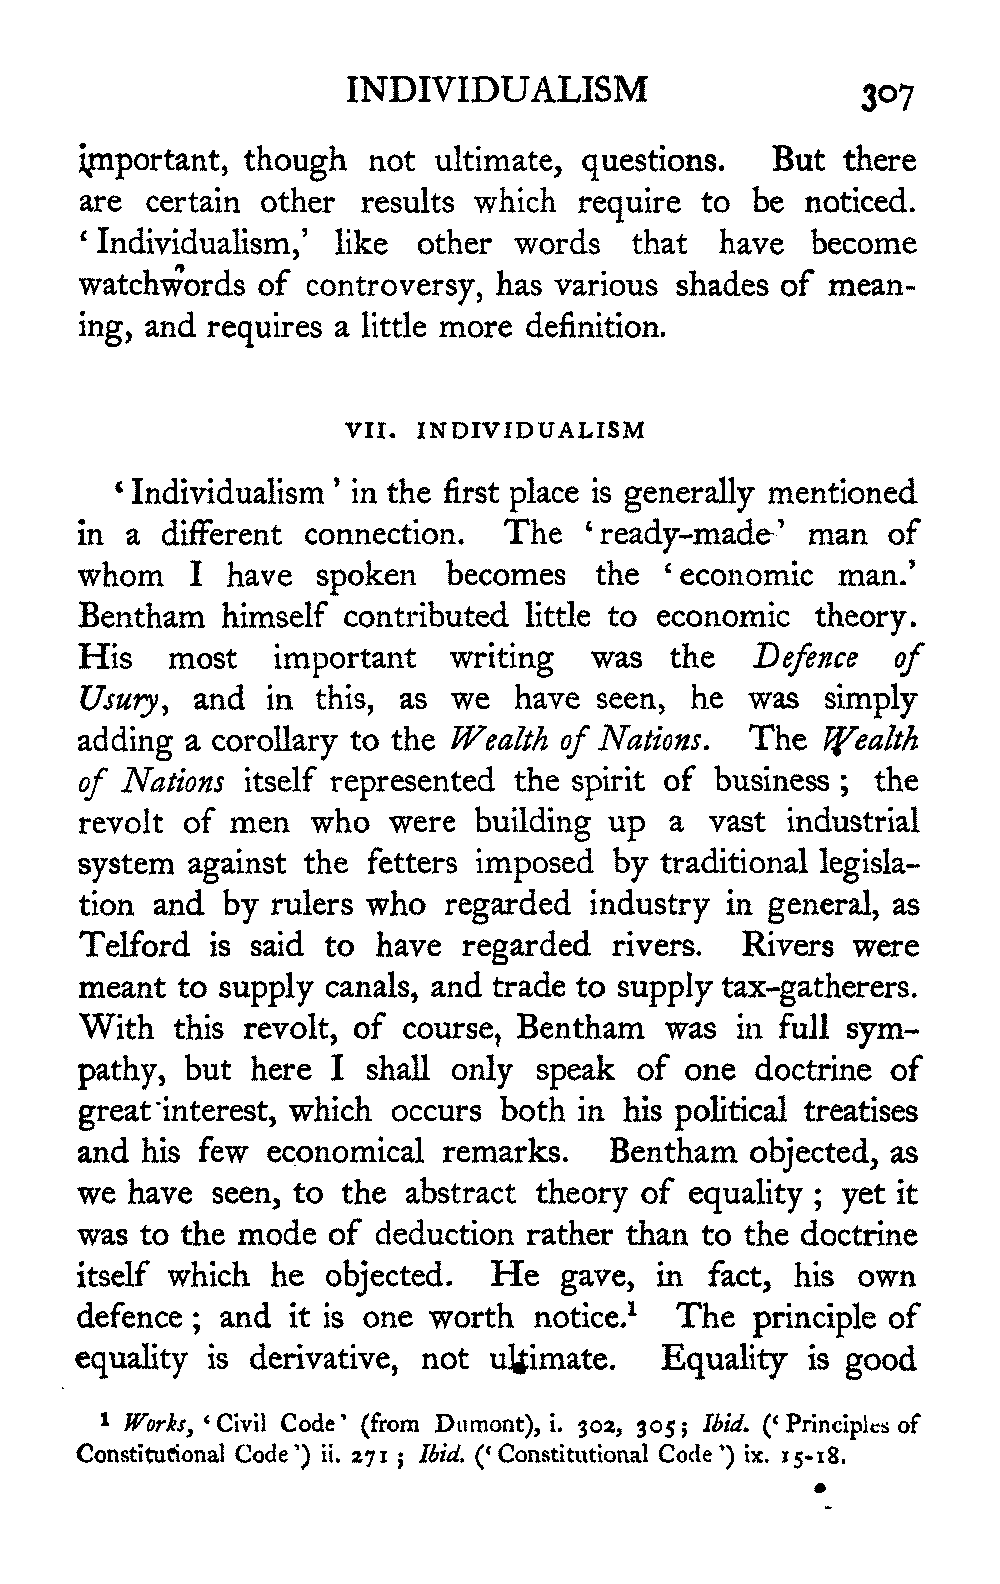 INDIVIDUALISM 307
important, though not ultimate, questions. But there
are certain other results which require to be noticed.
‘Individualism,’ like other words that have become
watchwords of controversy, has various shades of mean-
ing, and requires a little more definition.
VII. INDIVIDUALISM
‘Individualism’ in the first place is generally mentioned
in a different connection. The ‘ready-made’ man of
whom I have spoken becomes the ‘economic man.’
Bentham himself contributed little to economic theory.
His most important writing was the Defence of
Usury, and in this, as we have seen, he was simply
adding a corollary to the Wealth of Nations. The Wealth
of Nations itself represented the spirit of business; the
revolt of men who were building up a vast industrial
system against the fetters imposed by traditional legisla-
tion and by rulers who regarded industry in general, as
Telford is said to have regarded rivers. Rivers were
meant to supply canals, and trade to supply tax-gatherers.
With this revolt, of course, Bentham was in full sym-
pathy, but here I shall only speak of one doctrine of
great interest, which occurs both in his political treatises
and his few economical remarks. Bentham objected, as
we have seen, to the abstract theory of equality; yet it
was to the mode of deduction rather than to the doctrine
itself which he objected. He gave, in fact, his own
defence; and it is one worth notice.¹ The principle of
equality is derivative, not ultimate. Equality is good
¹ Works, ‘Civil Code’ (from Dumont), i. 302, 305; Ibid. (‘Principles of
Constitutional Code’) ii. 271; Ibid. (‘Constitutional Code’) ix. 15-18.